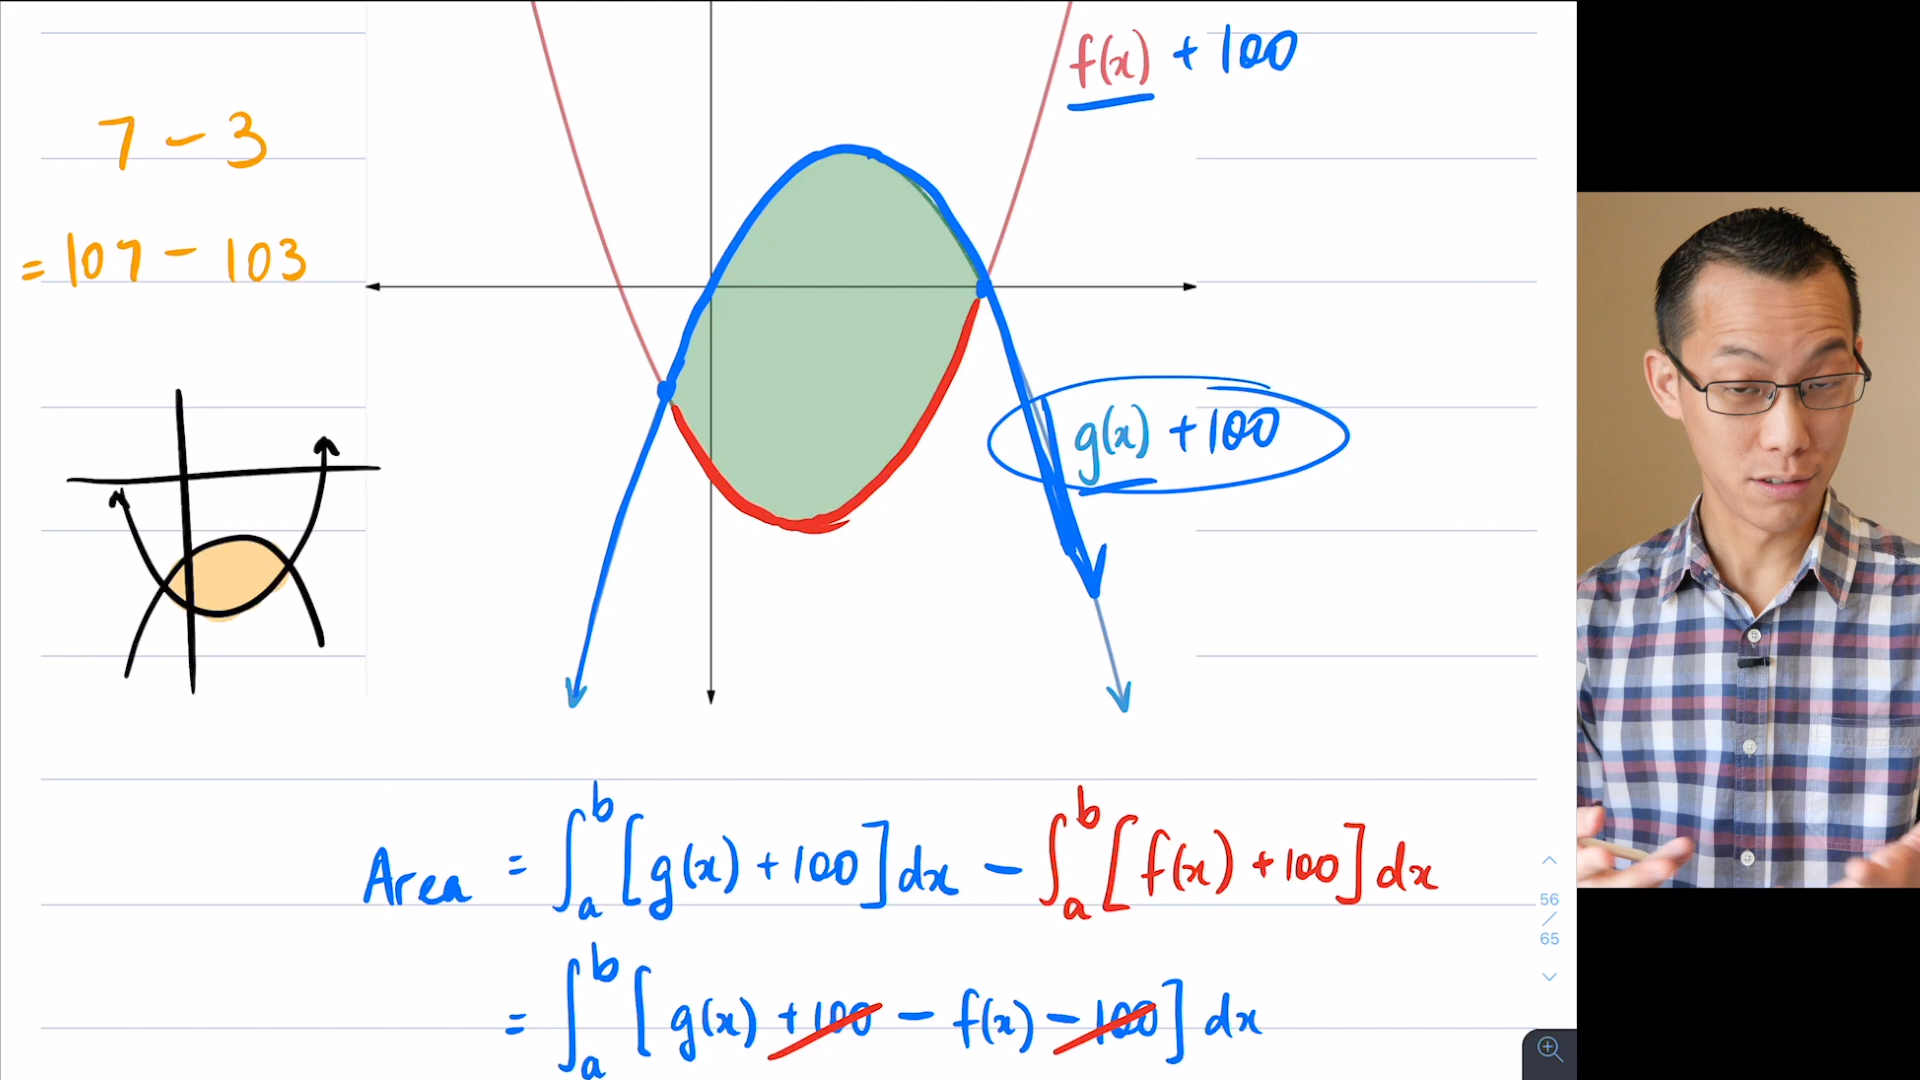 f(x) + 100
7 - 3
= 107 - 103
g(x) + 100
Area = ∫_a^b [g(x) + 100] dx - ∫_a^b [f(x) + 100] dx
= ∫_a^b [g(x) + 100 - f(x) - 100] dx
56
/
65